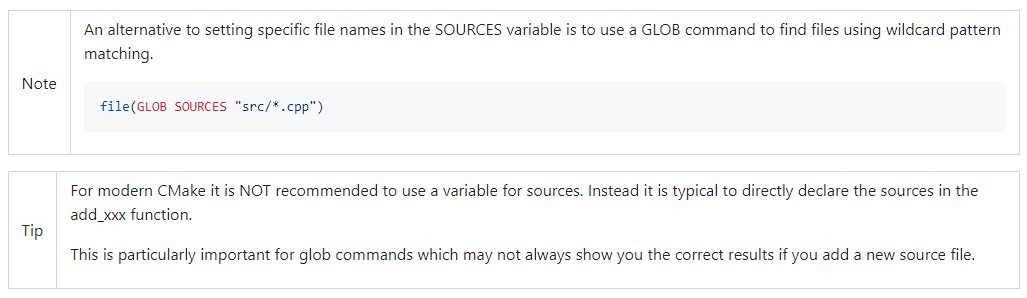 An alternative to setting specific file names in the SOURCES variable is to use a GLOB command to find files using wildcard pattern
matching.
Note
file(GLOB SOURCES "src/*.cpp")
For modern CMake it is NOT recommended to use a variable for sources. Instead it is typical to directly declare the sources in the
add_xxx function.
Tip
This is particularly important for glob commands which may not always show you the correct results if you add a new source file.